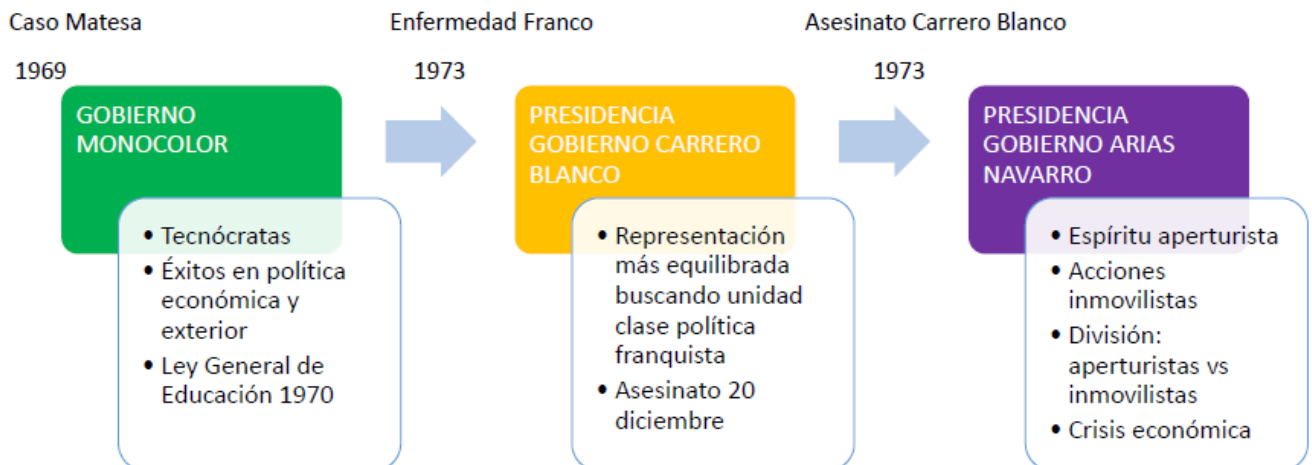 Caso Matesa
1969
GOBIERNO
MONOCOLOR
• Tecnócratas
• Éxitos en política
económica y
exterior
• Ley General de
Educación 1970
Enfermedad Franco
1973
PRESIDENCIA
GOBIERNO CARRERO
BLANCO
• Representación
más equilibrada
buscando unidad
clase política
franquista
• Asesinato 20
diciembre
Asesinato Carrero Blanco
1973
PRESIDENCIA
GOBIERNO ARIAS
NAVARRO
• Espíritu aperturista
• Acciones
inmovilistas
• División:
aperturistas vs
inmovilistas
• Crisis económica